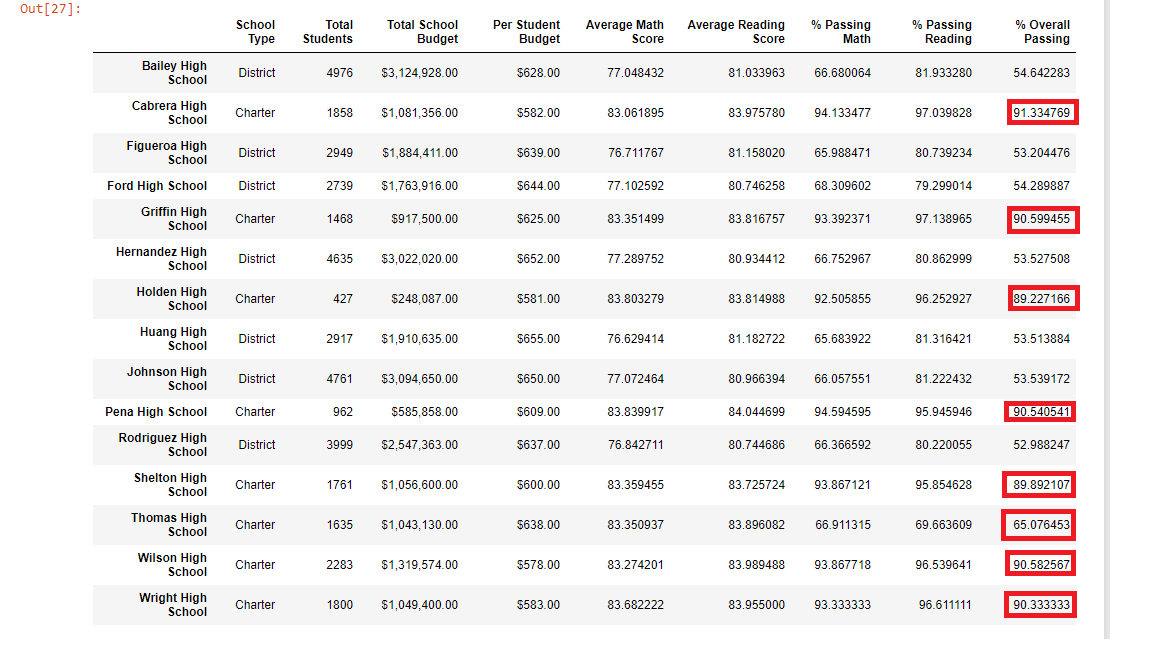 Out[27]:
School Type Total Students Total School Budget Per Student Budget Average Math Score Average Reading Score % Passing Math % Passing Reading % Overall Passing
Bailey High School District 4976 $3,124,928.00 $628.00 77.048432 81.033963 66.680064 81.933280 54.642283
Cabrera High School Charter 1858 $1,081,356.00 $582.00 83.061895 83.975780 94.133477 97.039828 91.334769
Figueroa High School District 2949 $1,884,411.00 $639.00 76.711767 81.158020 65.988471 80.739234 53.204476
Ford High School District 2739 $1,763,916.00 $644.00 77.102592 80.746258 68.309602 79.299014 54.289887
Griffin High School Charter 1468 $917,500.00 $625.00 83.351499 83.816757 93.392371 97.138965 90.599455
Hernandez High School District 4635 $3,022,020.00 $652.00 77.289752 80.934412 66.752967 80.862999 53.527508
Holden High School Charter 427 $248,087.00 $581.00 83.803279 83.814988 92.505855 96.252927 89.227166
Huang High School District 2917 $1,910,635.00 $655.00 76.629414 81.182722 65.683922 81.316421 53.513884
Johnson High School District 4761 $3,094,650.00 $650.00 77.072464 80.966394 66.057551 81.222432 53.539172
Pena High School Charter 962 $585,858.00 $609.00 83.839917 84.044699 94.594595 95.945946 90.540541
Rodriguez High School District 3999 $2,547,363.00 $637.00 76.842711 80.744686 66.366592 80.220055 52.988247
Shelton High School Charter 1761 $1,056,600.00 $600.00 83.359455 83.725724 93.867121 95.854628 89.892107
Thomas High School Charter 1635 $1,043,130.00 $638.00 83.350937 83.896082 66.911315 69.663609 65.076453
Wilson High School Charter 2283 $1,319,574.00 $578.00 83.274201 83.989488 93.867718 96.539641 90.582567
Wright High School Charter 1800 $1,049,400.00 $583.00 83.682222 83.955000 93.333333 96.611111 90.333333